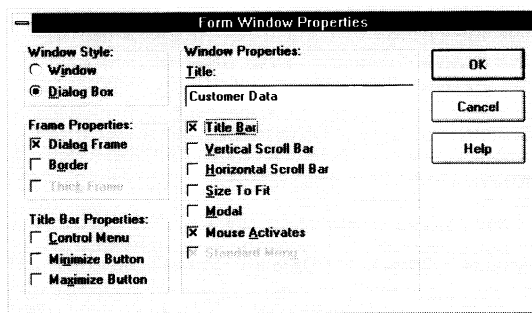 Form Window Properties
Window Style:
Window
Dialog Box
Frame Properties:
Dialog Frame
Border
Thick Frame
Title Bar Properties:
Control Menu
Minimize Button
Maximize Button
Window Properties:
Title:
Customer Data
Title Bar
Vertical Scroll Bar
Horizontal Scroll Bar
Size To Fit
Modal
Mouse Activates
Standard Menu
OK
Cancel
Help